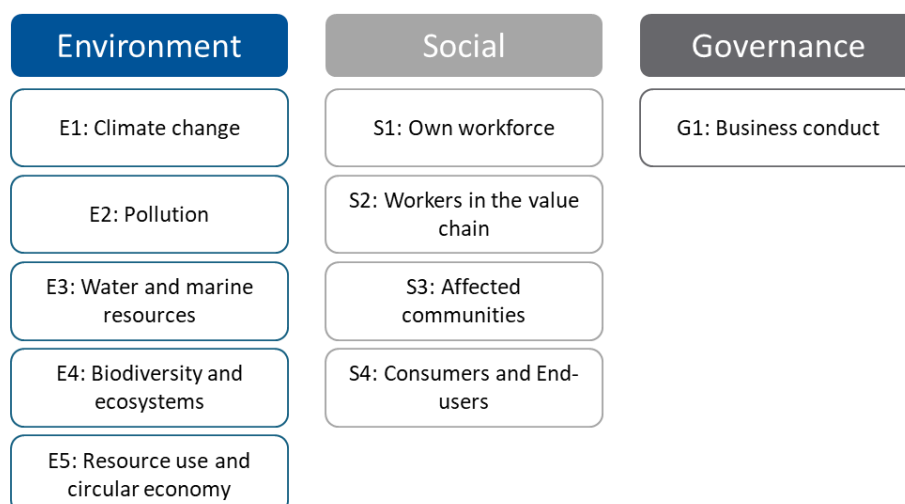 Environment
E1: Climate change
E2: Pollution
E3: Water and marine
resources
E4: Biodiversity and
ecosystems
E5: Resource use and
circular economy
Social
S1: Own workforce
S2: Workers in the value
chain
S3: Affected
communities
S4: Consumers and End-
users
Governance
G1: Business conduct